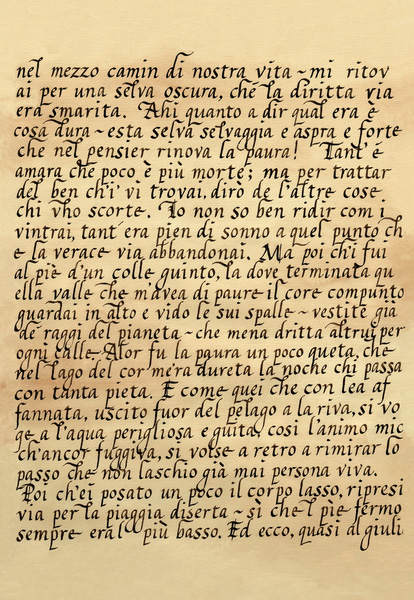 nel mezzo camin di nostra vita ~ mi ritov
ai per una selva oscura, ché la diritta via
era smarita. Ahi quanto a dir qual era è
cosa dura ~ esta selva selvaggia e aspra e forte
che nel pensier rinova la paura! Tant' é
amara che poco è più morte; ma per trattar
del ben ch'i' vi trovai, dirò de l'altre cose
chi v'ho scorte. Io non so ben ridir com i
vintrai, tant era pien di sonno a quel punto ch
e la verace via abbandonai. Ma poi ch'i fui
al piè d'un colle guinto, la dove terminata qu
ella valle che m'avea di paure il core compunto
guardai in alto e vido le sui spalle ~ vestite gia
de raggi del pianeta ~ che mena dritta altrui per
ogni calle. Alor fu la paura un poco queta, che
nel lago del cor m'era dureta la noche chi passa
con tanta pieta. E come quei che con lea af
fannata, uscito fuor del pelago a la riva, si vo
ge a l'aqua perigliosa e guita, cosi l'animo mic
ch'ancor fuggiva, si volse a retro a rimirar lo
passo che non laschio già mai persona viva.
Poi ch'ei posato un poco il corpo lasso, ripresi
via per la piaggia diserta ~ sì che 'l pie fermo
sempre era l più basso. Ed ecco, quasi al giuli